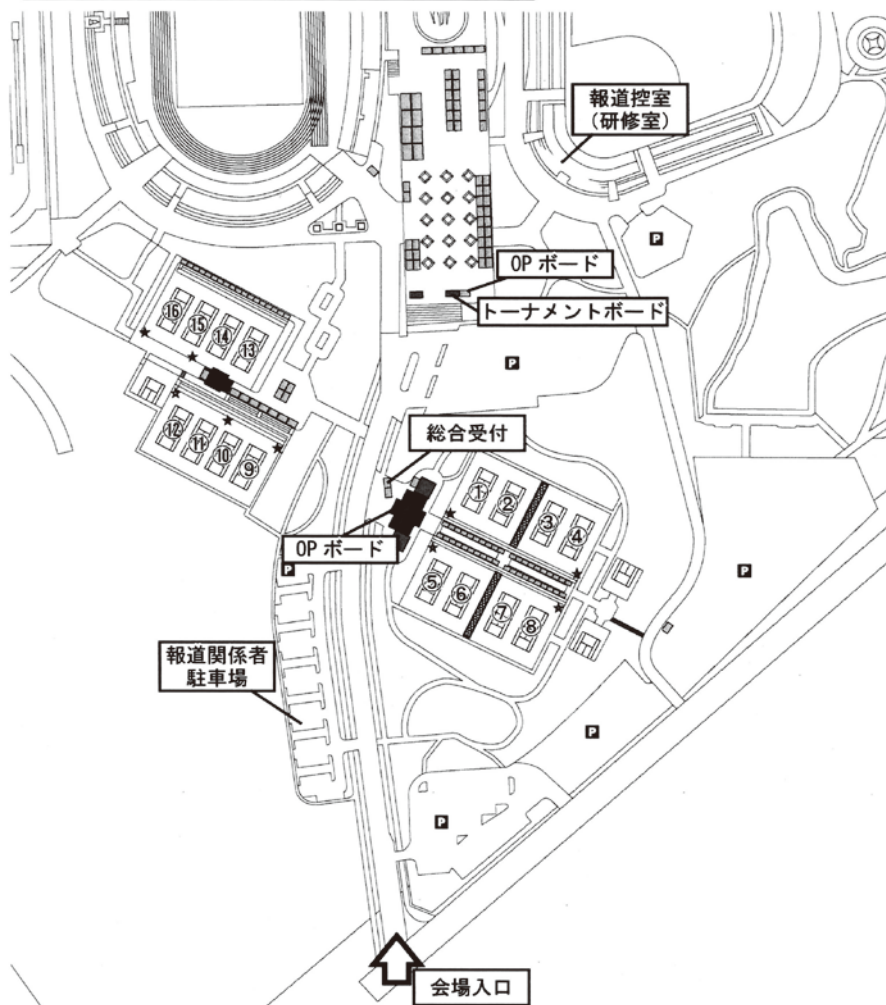 報道控室
(研修室)
P
OP ボード
トーナメントボード
P
⑯
⑮
⑭
⑬
⑫
⑪
⑩
⑨
総合受付
①
②
③
④
OP ボード
P
⑤
⑥
⑧
P
報道関係者
駐車場
P
P
会場入口